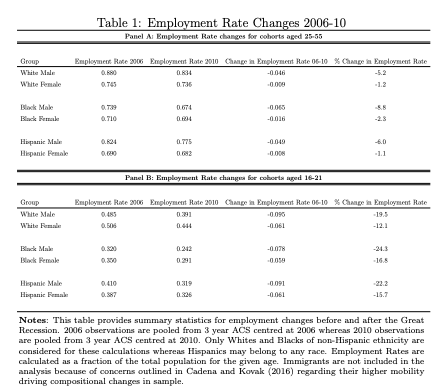 Table 1: Employment Rate Changes 2006-10
Panel A: Employment Rate changes for cohorts aged 25-55
Group Employment Rate 2006 Employment Rate 2010 Change in Employment Rate 06-10 % Change in Employment Rate
White Male 0.880 0.834 -0.046 -5.2
White Female 0.745 0.736 -0.009 -1.2
Black Male 0.739 0.674 -0.065 -8.8
Black Female 0.710 0.694 -0.016 -2.3
Hispanic Male 0.824 0.775 -0.049 -6.0
Hispanic Female 0.690 0.682 -0.008 -1.1
Panel B: Employment Rate changes for cohorts aged 16-21
Group Employment Rate 2006 Employment Rate 2010 Change in Employment Rate 06-10 % Change in Employment Rate
White Male 0.485 0.391 -0.095 -19.5
White Female 0.506 0.444 -0.061 -12.1
Black Male 0.320 0.242 -0.078 -24.3
Black Female 0.350 0.291 -0.059 -16.8
Hispanic Male 0.410 0.319 -0.091 -22.2
Hispanic Female 0.387 0.326 -0.061 -15.7
Notes: This table provides summary statistics for employment changes before and after the Great
Recession. 2006 observations are pooled from 3 year ACS centred at 2006 whereas 2010 observations
are pooled from 3 year ACS centred at 2010. Only Whites and Blacks of non-Hispanic ethnicity are
considered for these calculations whereas Hispanics may belong to any race. Employment Rates are
calculated as a fraction of the total population for the given age. Immigrants are not included in the
analysis because of concerns outlined in Cadena and Kovak (2016) regarding their higher mobility
driving compositional changes in sample.